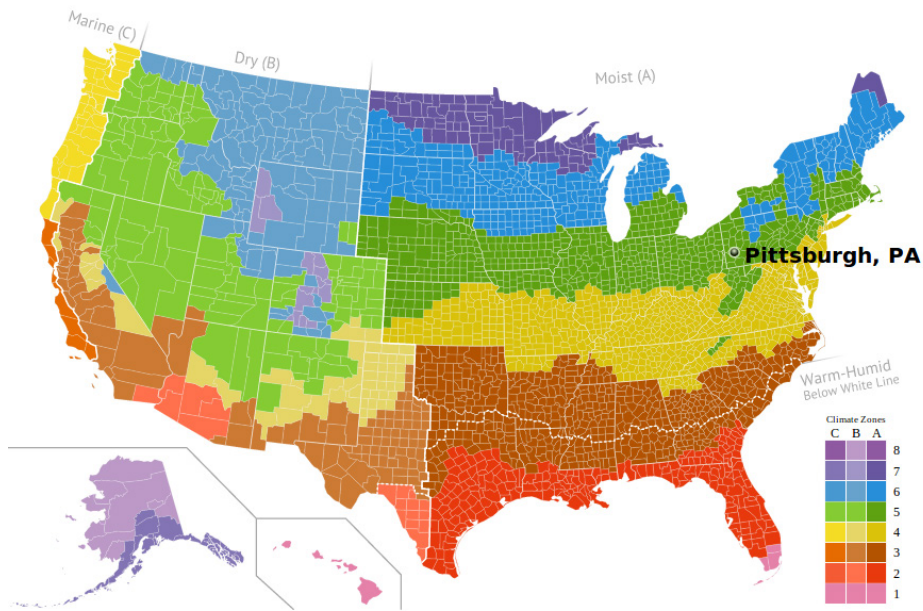 Marine (C)
Dry (B)
Moist (A)
Pittsburgh, PA
Warm-Humid
Below White Line
Climate Zones
C B A
8
7
6
5
4
3
2
1